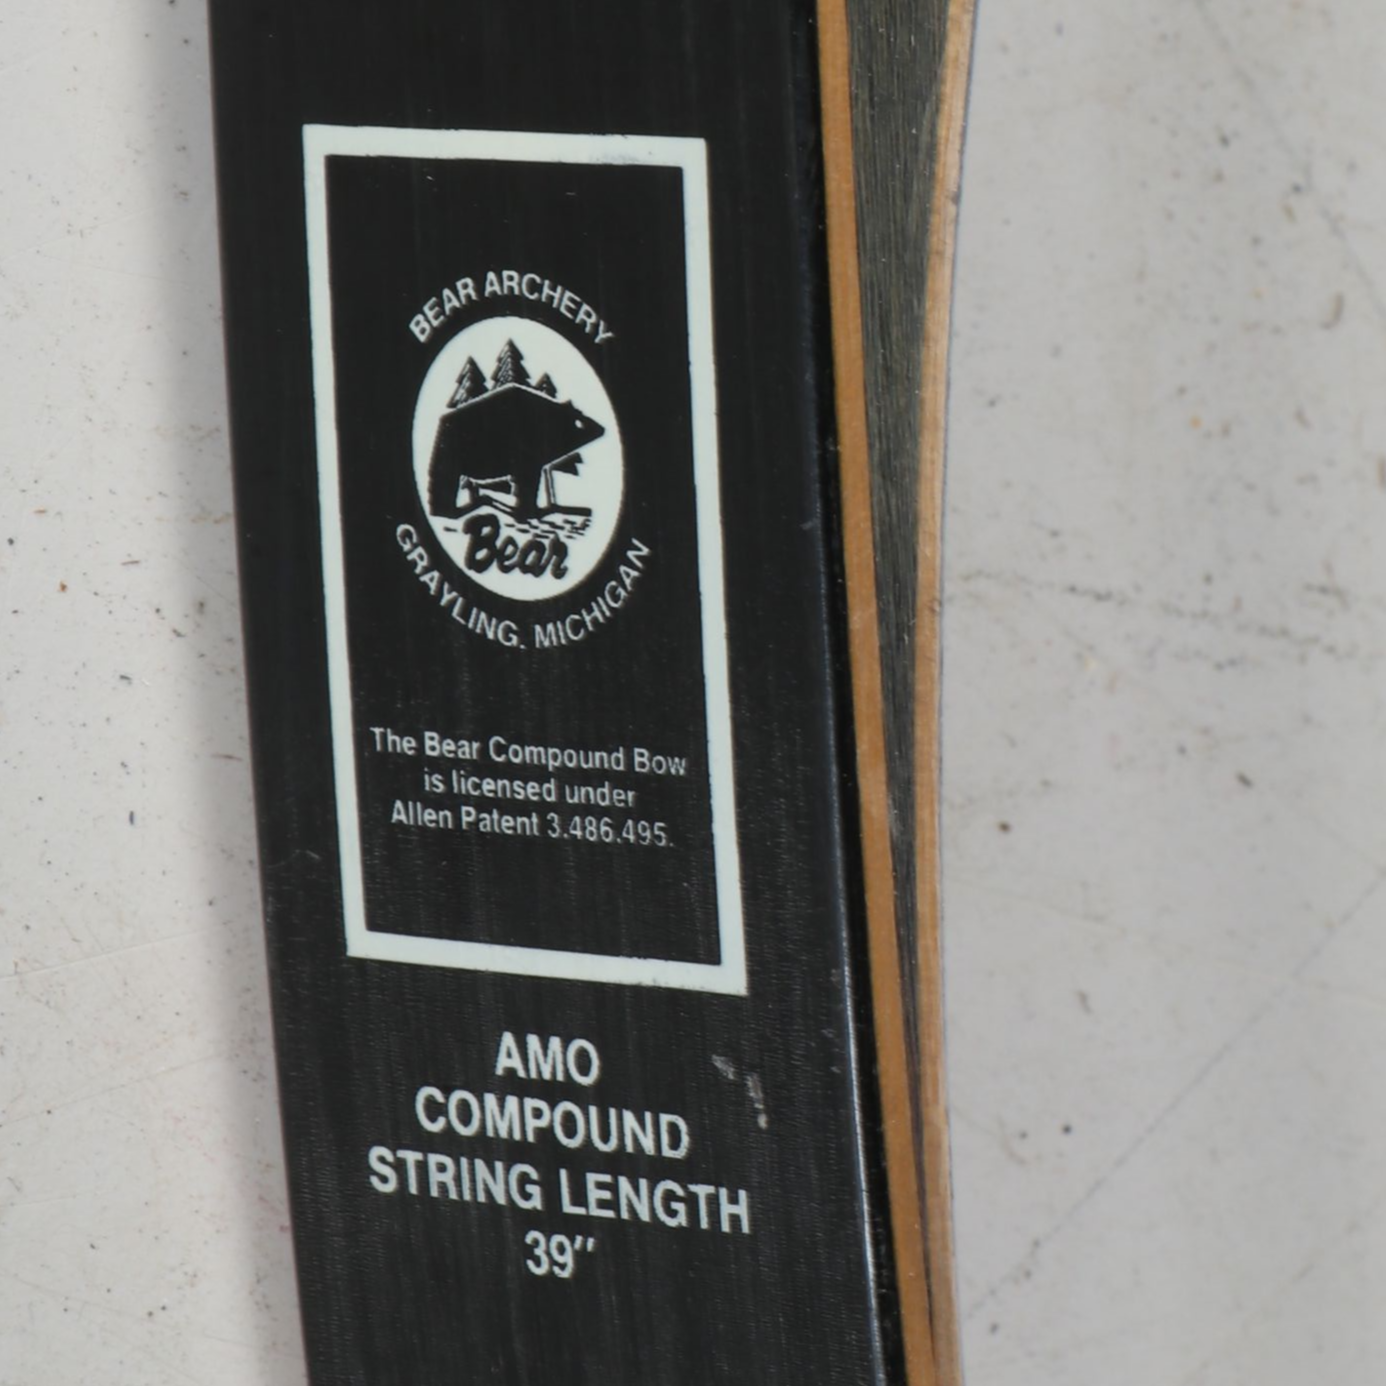 BEAR ARCHERY
Bear
GRAYLING, MICHIGAN
The Bear Compound Bow
is licensed under
Allen Patent 3.486.495.
AMO
COMPOUND
STRING LENGTH
39"